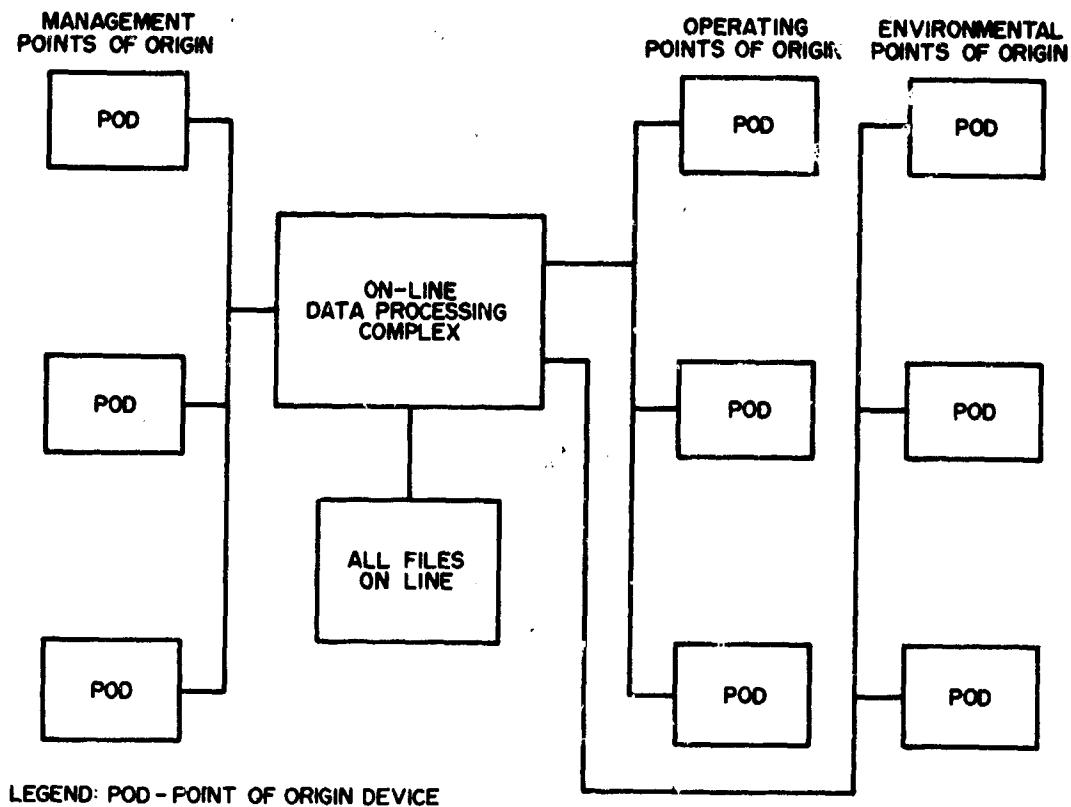 MANAGEMENT
POINTS OF ORIGIN
OPERATING
POINTS OF ORIGIN
ENVIRONMENTAL
POINTS OF ORIGIN
POD
POD
POD
ON-LINE
DATA PROCESSING
COMPLEX
POD
POD
POD
ALL FILES
ON LINE
POD
POD
POD
LEGEND: POD - POINT OF ORIGIN DEVICE